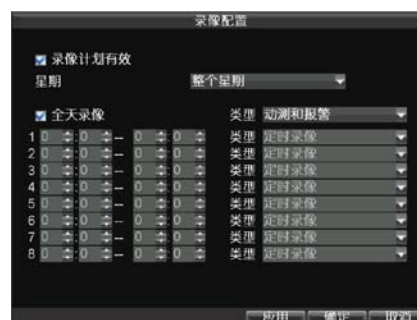 录像配置
录像计划有效
星期 整个星期
全天录像 类型 动测和报警
1 0 :0 -- 0 :0 类型 定时录像
2 0 :0 -- 0 :0 类型 定时录像
3 0 :0 -- 0 :0 类型 定时录像
4 0 :0 -- 0 :0 类型 定时录像
5 0 :0 -- 0 :0 类型 定时录像
6 0 :0 -- 0 :0 类型 定时录像
7 0 :0 -- 0 :0 类型 定时录像
8 0 :0 -- 0 :0 类型 定时录像
应用 确定 取消